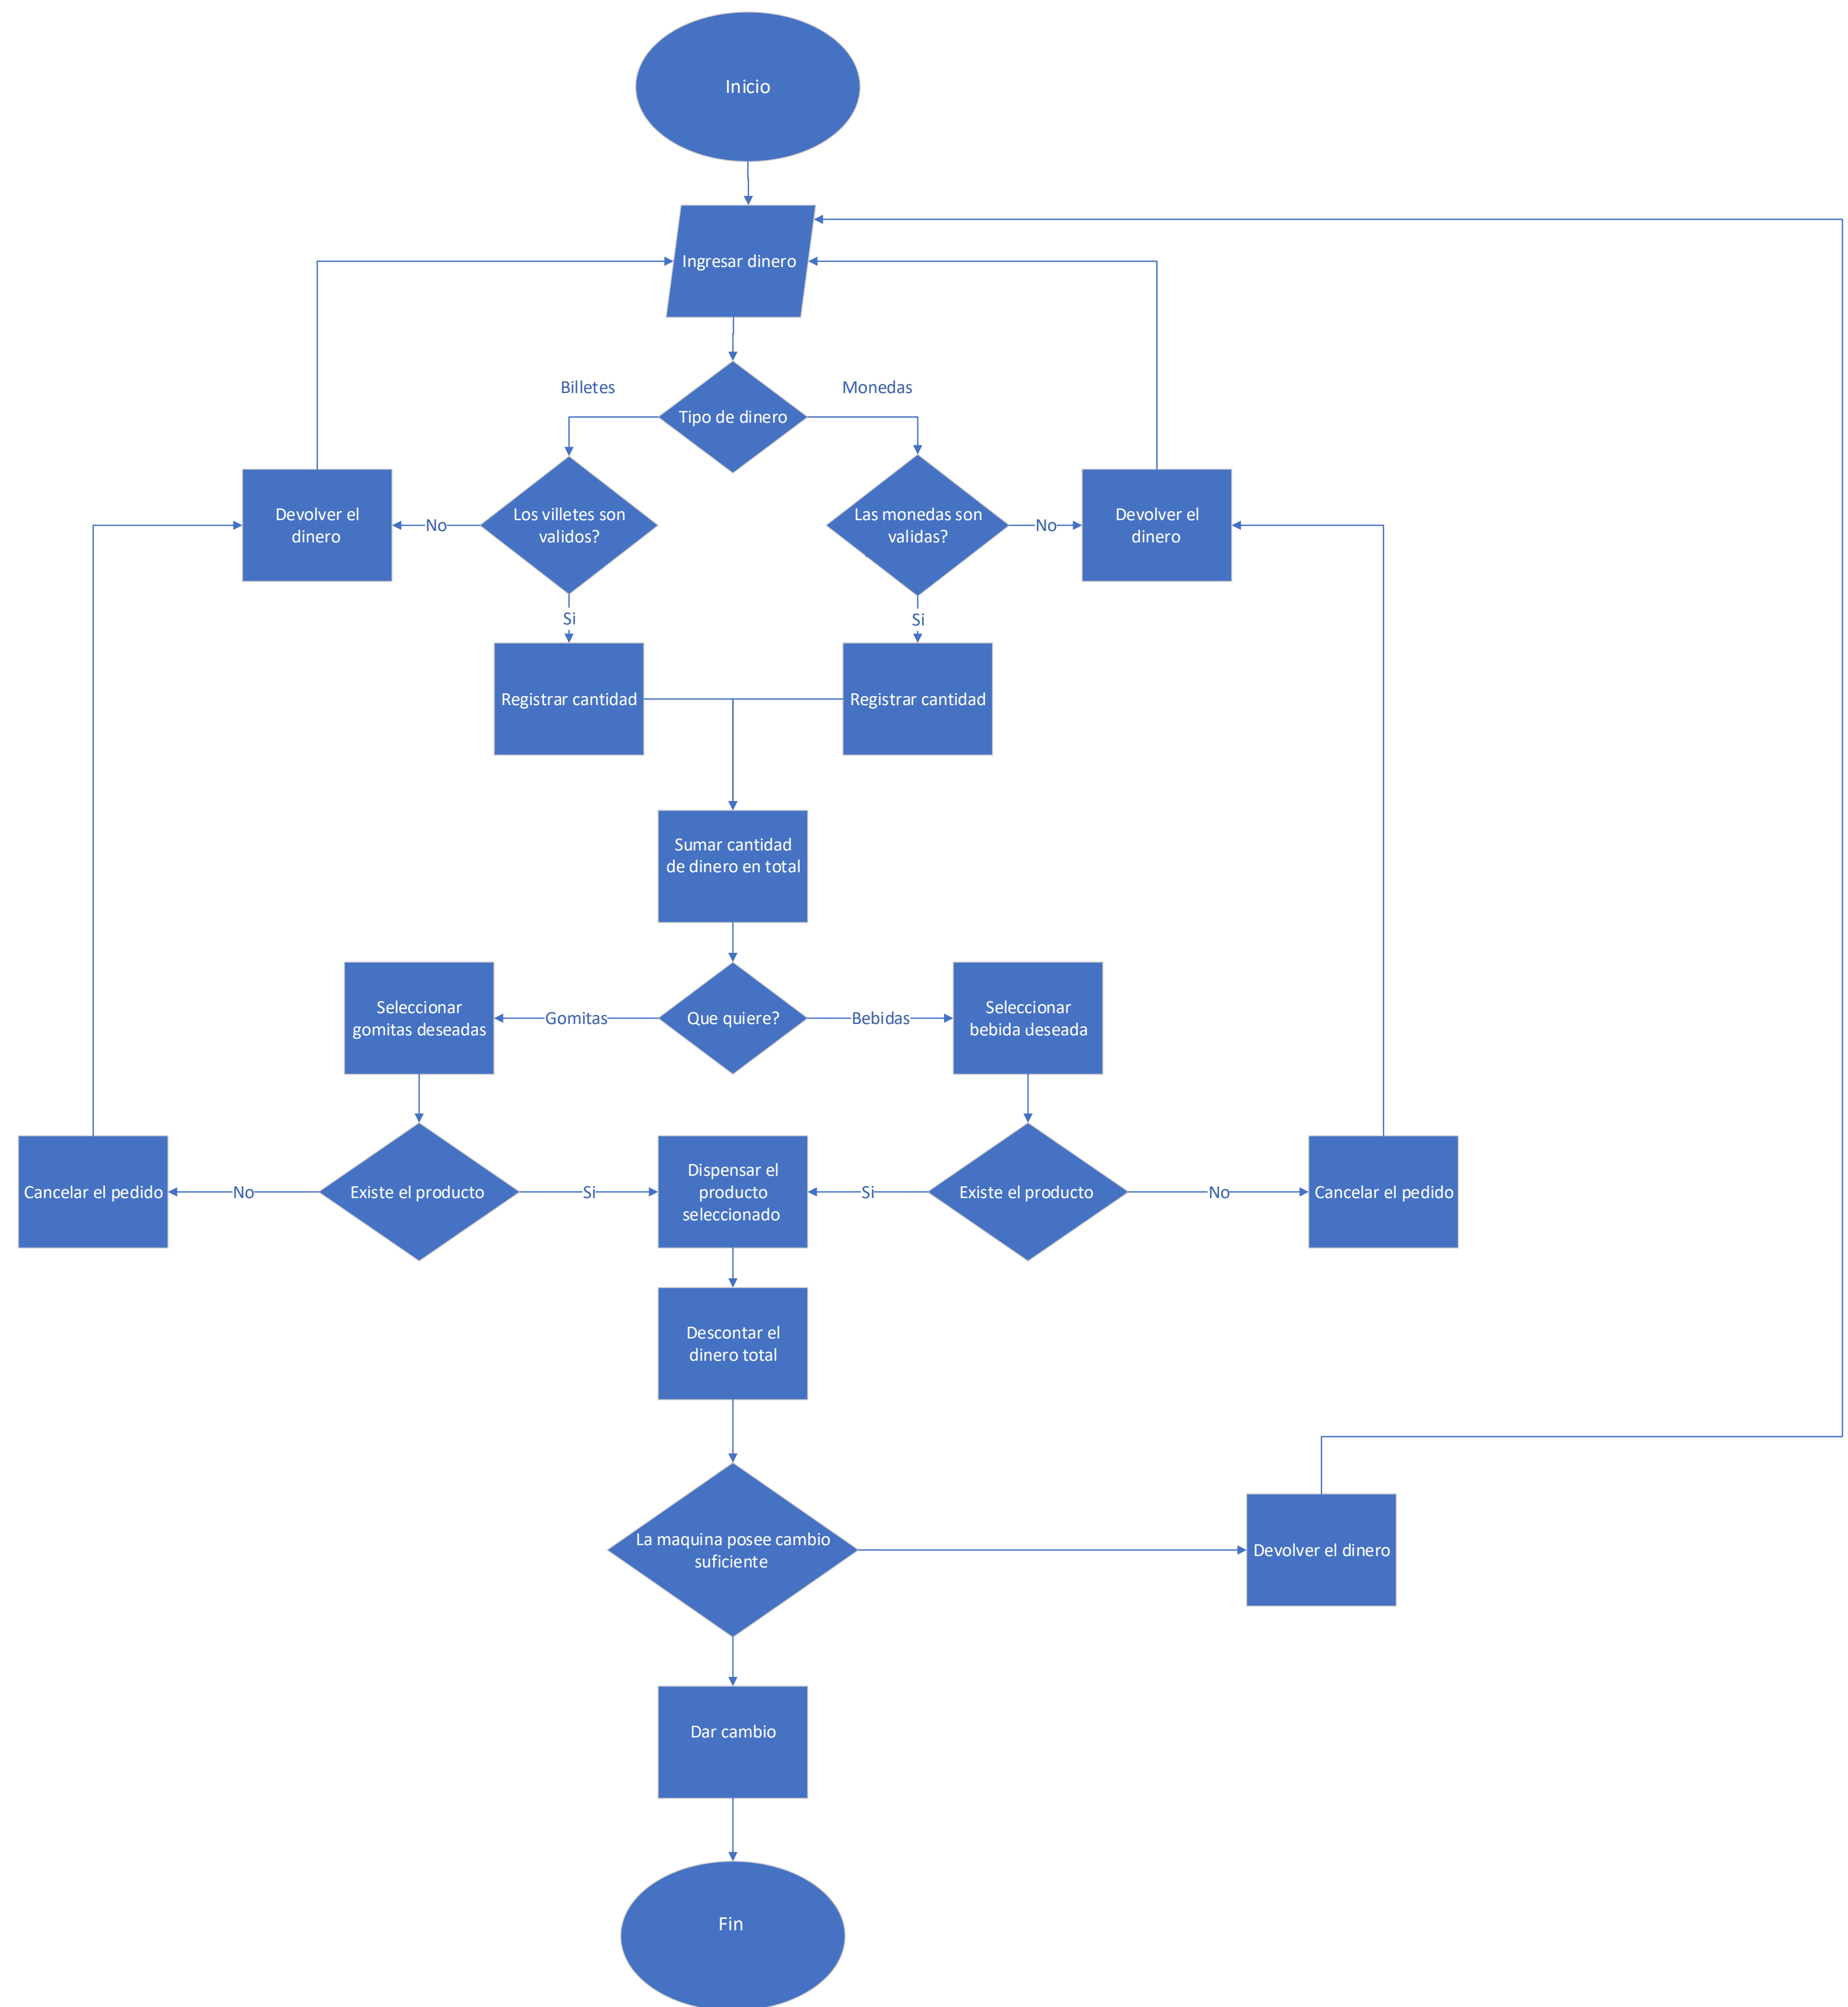 Inicio
Ingresar dinero
Billetes
Monedas
Tipo de dinero
Devolver el
dinero
No
Los villetes son
validos?
Las monedas son
validas?
No
Devolver el
dinero
Si
Si
Registrar cantidad
Registrar cantidad
Sumar cantidad
de dinero en total
Seleccionar
gomitas deseadas
Gomitas
Que quiere?
Bebidas
Seleccionar
bebida deseada
Cancelar el pedido
No
Existe el producto
Si
Dispensar el
producto
seleccionado
Si
Existe el producto
No
Cancelar el pedido
Descontar el
dinero total
La maquina posee cambio
suficiente
Devolver el dinero
Dar cambio
Fin